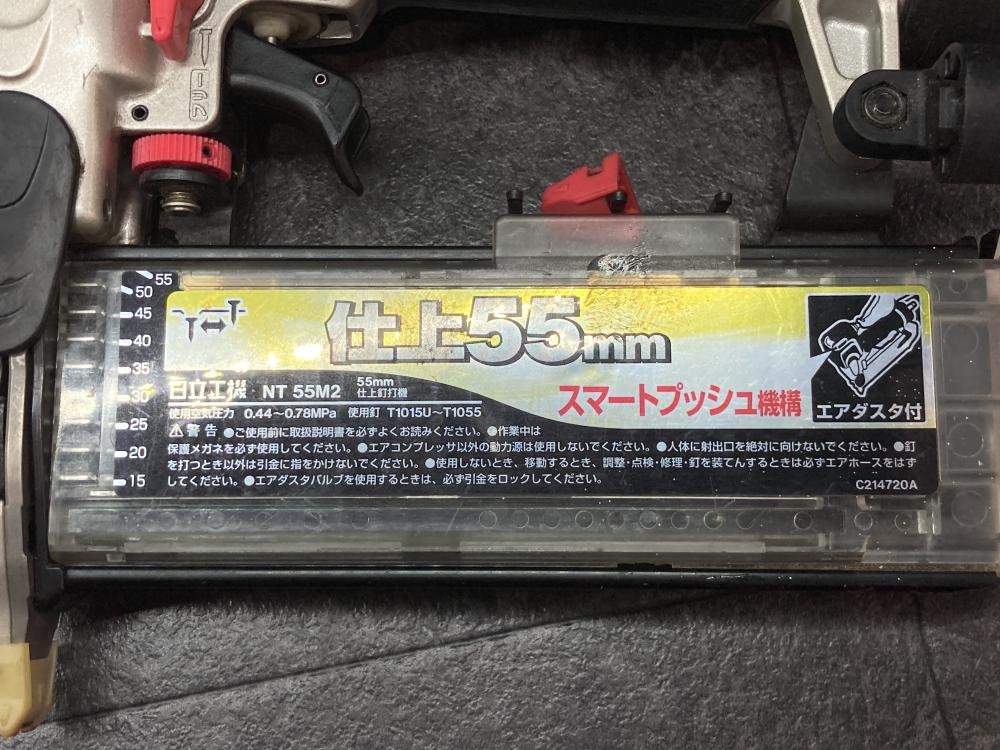 ロック
55
50
45
40
35
30
25
20
15
仕上55mm
日立工機 NT 55M2 55mm 仕上釘打機
スマートプッシュ機構
エアダスタ付
使用空気圧力 0.44～0.78MPa 使用釘 T1015U～T1055
⚠警告 ●ご使用前に取扱説明書を必ずよくお読みください。●作業中は
保護メガネを必ず使用してください。●エアコンプレッサ以外の動力源は使用しないでください。●人体に射出口を絶対に向けないでください。●釘
を打つとき以外は引金に指をかけないでください。●使用しないとき、移動するとき、調整・点検・修理・釘を装てんするときは必ずエアホースをはず
してください。●エアダスタバルブを使用するときは、必ず引金をロックしてください。
C214720A